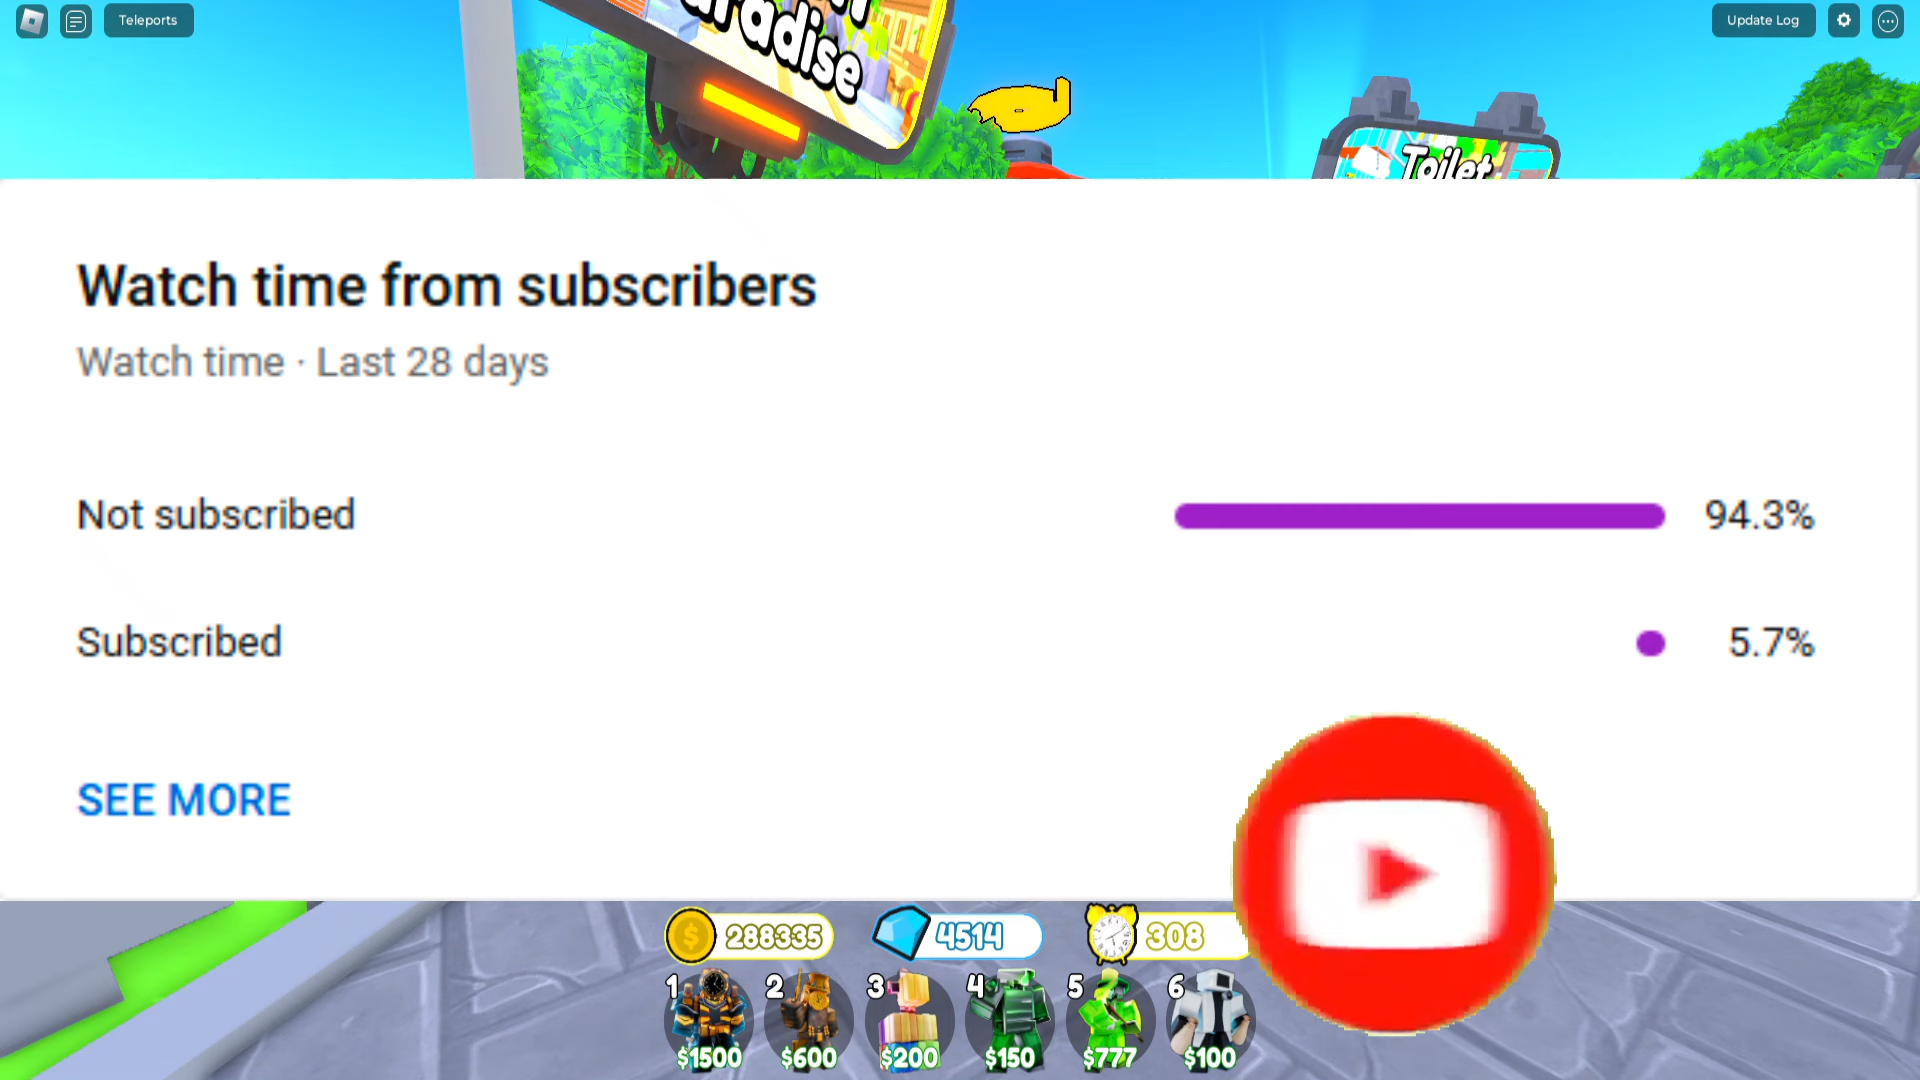 Teleports
Update Log
radise
Toilet
Watch time from subscribers
Watch time · Last 28 days
Not subscribed
94.3%
Subscribed
5.7%
SEE MORE
288335
4514
308
1 2 3 4 5 6
$1500 $600 $200 $150 $777 $100